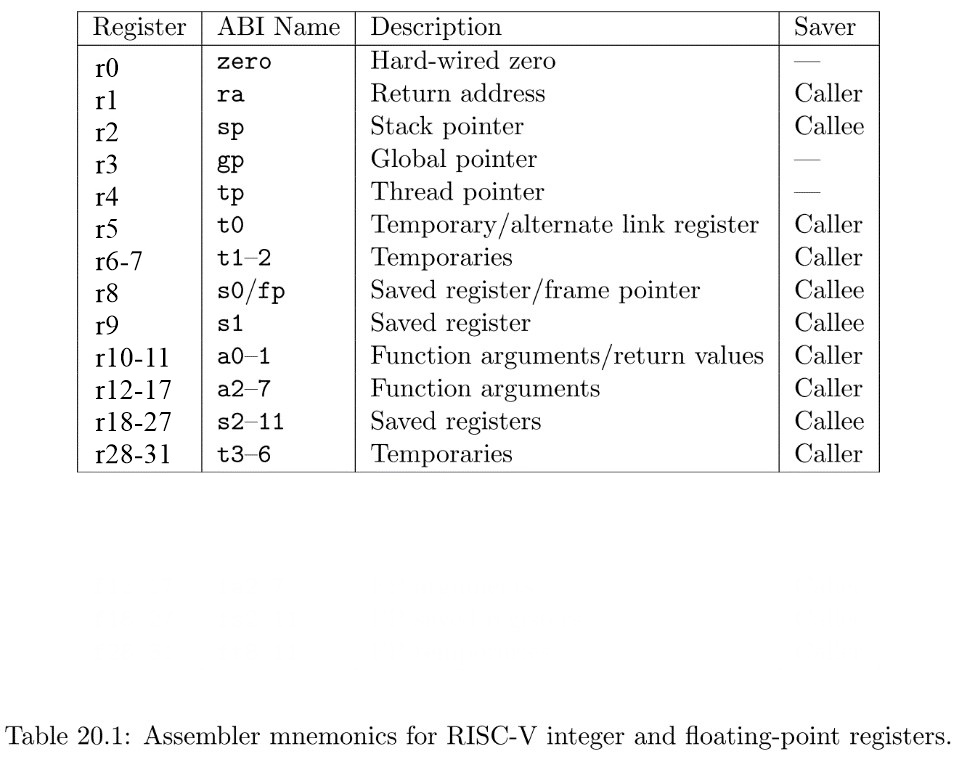 Register ABI Name Description Saver
r0 zero Hard-wired zero —
r1 ra Return address Caller
r2 sp Stack pointer Callee
r3 gp Global pointer —
r4 tp Thread pointer —
r5 t0 Temporary/alternate link register Caller
r6-7 t1–2 Temporaries Caller
r8 s0/fp Saved register/frame pointer Callee
r9 s1 Saved register Callee
r10-11 a0–1 Function arguments/return values Caller
r12-17 a2–7 Function arguments Caller
r18-27 s2–11 Saved registers Callee
r28-31 t3–6 Temporaries Caller
Table 20.1: Assembler mnemonics for RISC-V integer and floating-point registers.